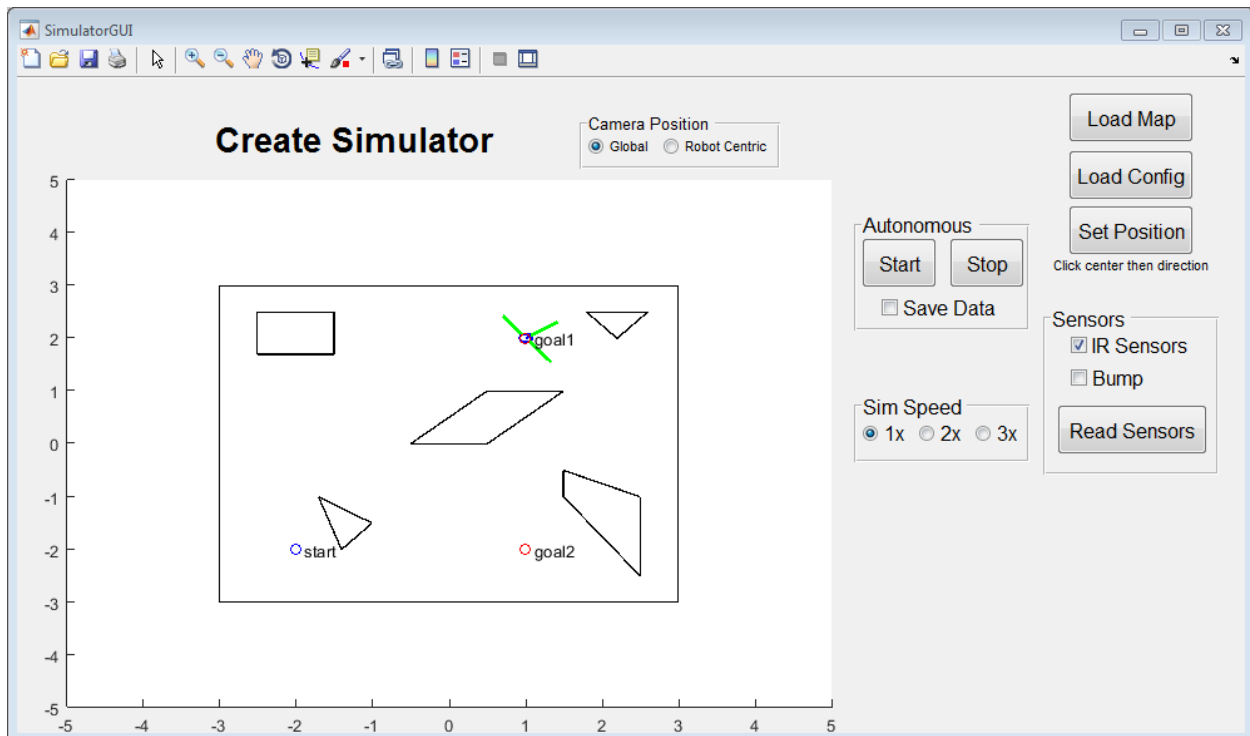 SimulatorGUI
Create Simulator
Camera Position
Global Robot Centric
Load Map
Load Config
Set Position
Click center then direction
Autonomous
Start Stop
Save Data
Sim Speed
1x 2x 3x
Sensors
IR Sensors
Bump
Read Sensors
5
4
3
2
1
0
-1
-2
-3
-4
-5
goal1
start
goal2
-5 -4 -3 -2 -1 0 1 2 3 4 5